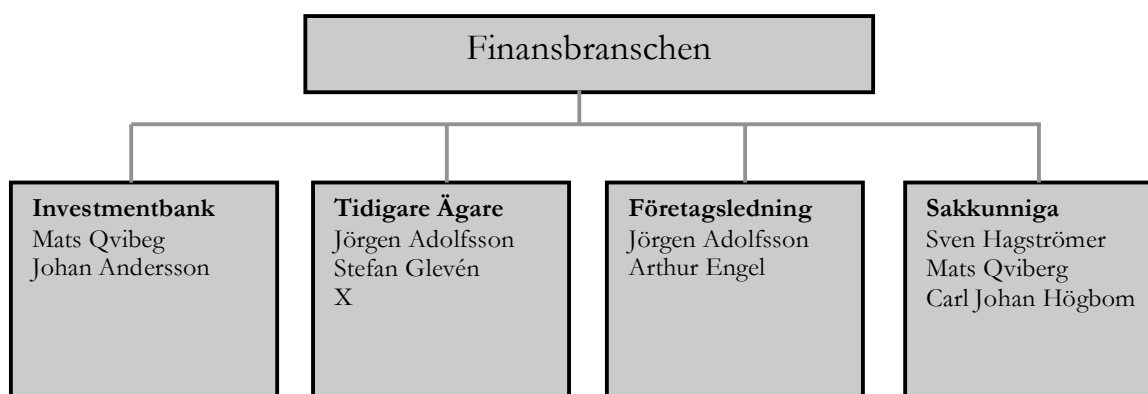 Finansbranschen
Investmentbank
Mats Qvibeg
Johan Andersson
Tidigare Ägare
Jörgen Adolfsson
Stefan Glevén
X
Företagsledning
Jörgen Adolfsson
Arthur Engel
Sakkunniga
Sven Hagströmer
Mats Qviberg
Carl Johan Högbom